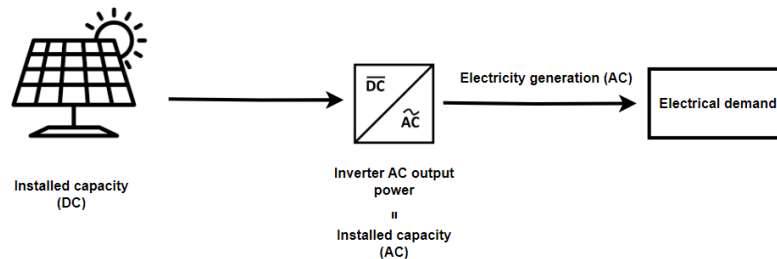 DC
AC
Electricity generation (AC)
Electrical demand
Installed capacity
(DC)
Inverter AC output
power
=
Installed capacity
(AC)